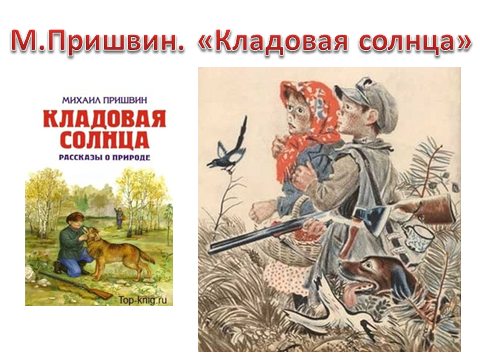 М.Пришвин. «Кладовая солнца»
МИХАИЛ ПРИШВИН
КЛАДОВАЯ
СОЛНЦА
РАССКАЗЫ О ПРИРОДЕ
Top-knig.ru